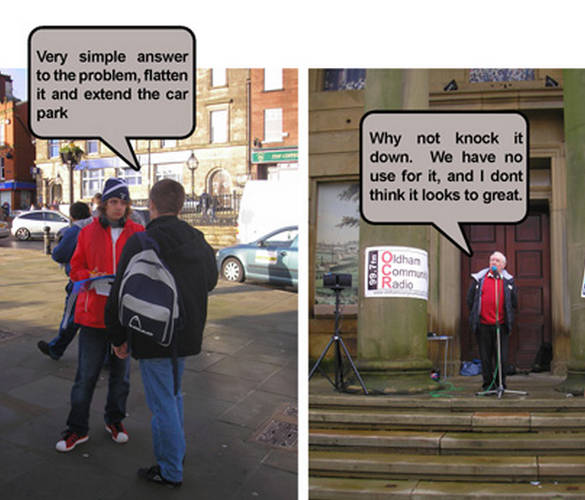 Very simple answer
to the problem, flatten
it and extend the car
park
Why not knock it
down. We have no
use for it, and I dont
think it looks to great.
99.7fm
Oldham
Community
Radio